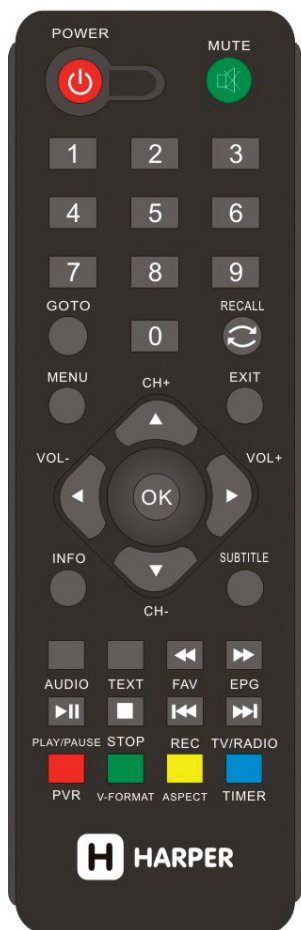 POWER
MUTE
1 2 3
4 5 6
7 8 9
GOTO RECALL
0
MENU CH+ EXIT
VOL- VOL+
OK
INFO SUBTITLE
CH-
AUDIO TEXT FAV EPG
PLAY/PAUSE STOP REC TV/RADIO
PVR V-FORMAT ASPECT TIMER
H HARPER